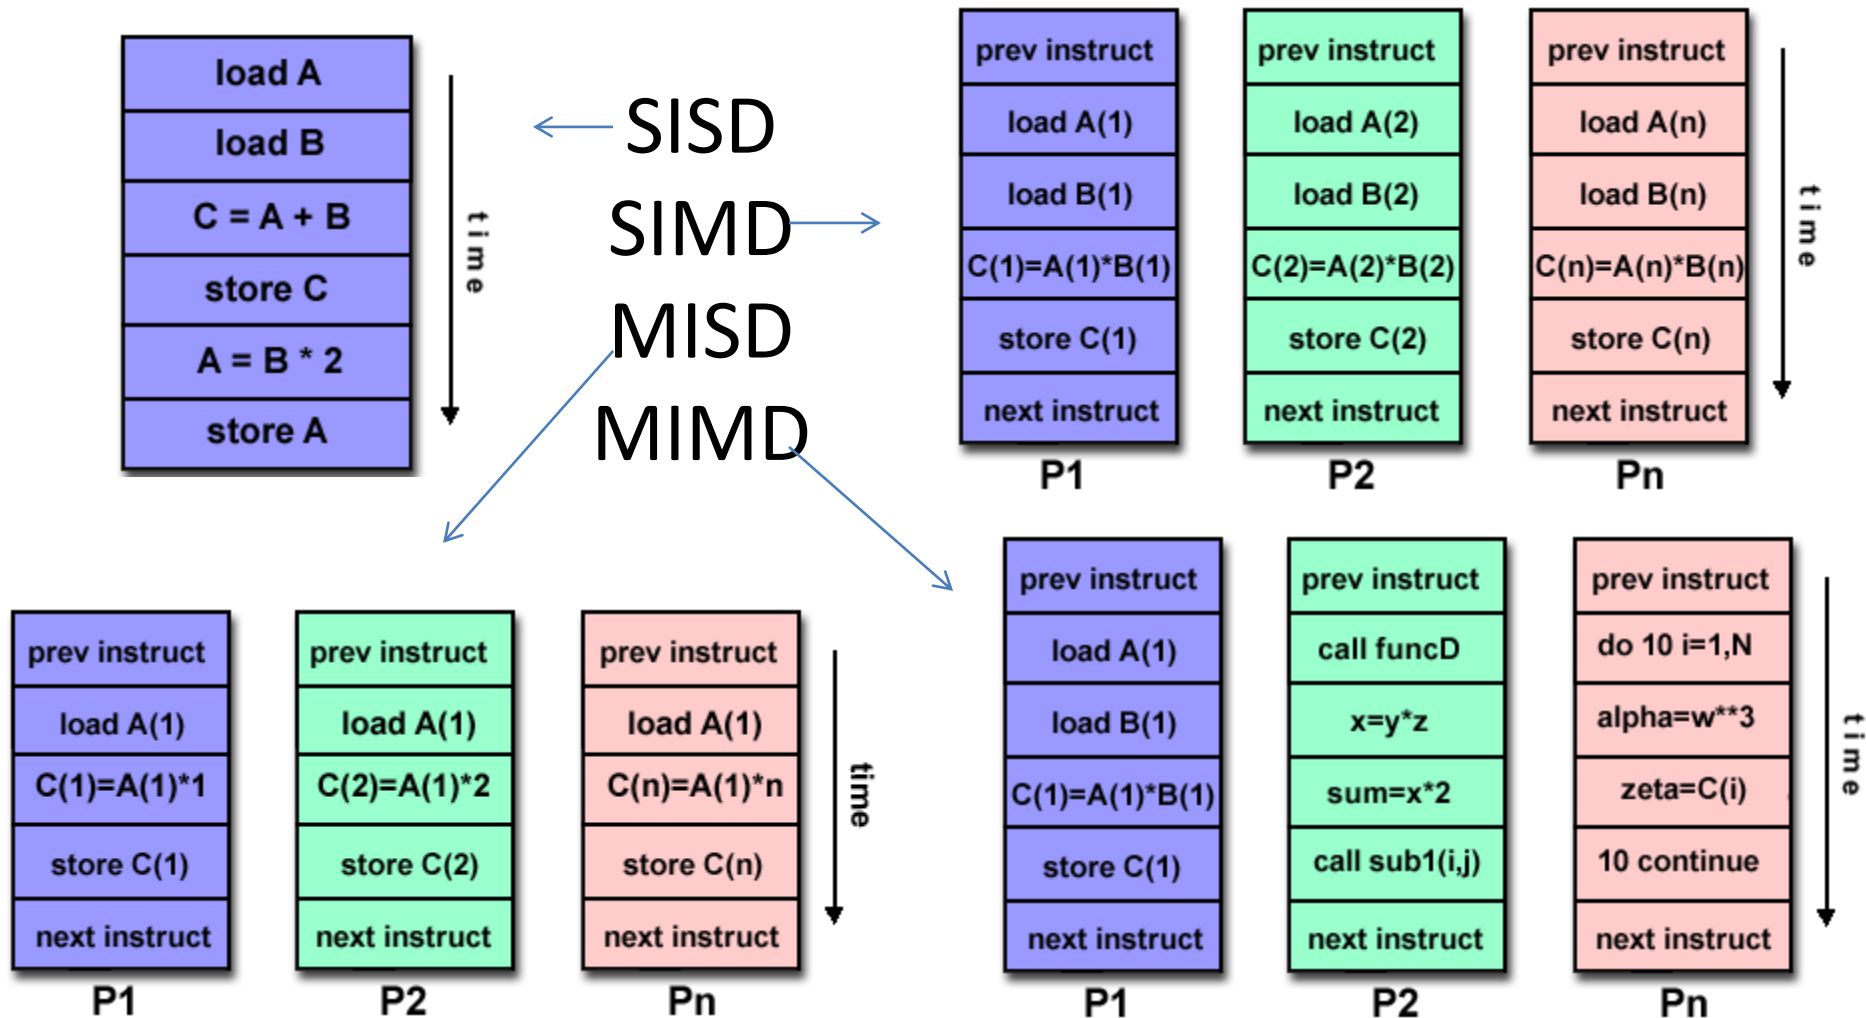 load A
load B
C = A + B
store C
A = B * 2
store A
time
SISD
SIMD
MISD
MIMD
prev instruct
load A(1)
load B(1)
C(1)=A(1)*B(1)
store C(1)
next instruct
P1
prev instruct
load A(2)
load B(2)
C(2)=A(2)*B(2)
store C(2)
next instruct
P2
prev instruct
load A(n)
load B(n)
C(n)=A(n)*B(n)
store C(n)
next instruct
Pn
time
prev instruct
load A(1)
C(1)=A(1)*1
store C(1)
next instruct
P1
prev instruct
load A(1)
C(2)=A(1)*2
store C(2)
next instruct
P2
prev instruct
load A(1)
C(n)=A(1)*n
store C(n)
next instruct
Pn
time
prev instruct
load A(1)
load B(1)
C(1)=A(1)*B(1)
store C(1)
next instruct
P1
prev instruct
call funcD
x=y*z
sum=x*2
call sub1(i,j)
next instruct
P2
prev instruct
do 10 i=1,N
alpha=w**3
zeta=C(i)
10 continue
next instruct
Pn
time